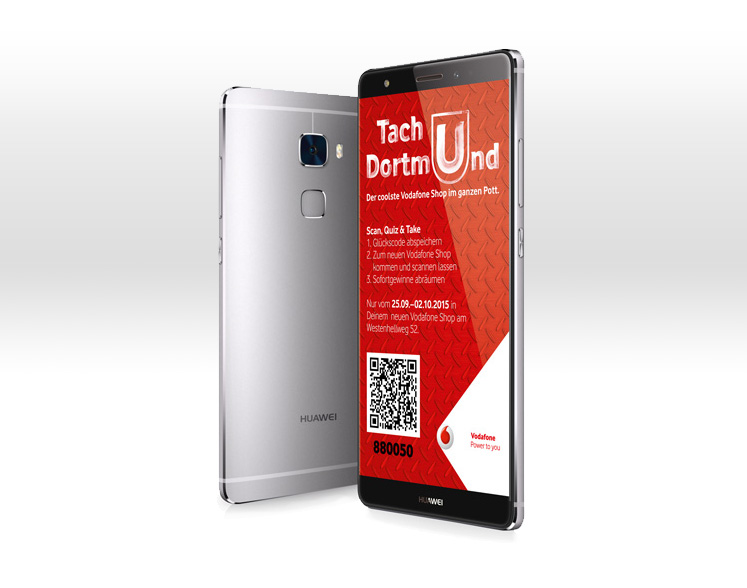 Tach
Dortmund
Der coolste Vodafone Shop im ganzen Pott.
Scan, Quiz & Take
1. Glückscode abspeichern
2. Zum neuen Vodafone Shop
kommen und scannen lassen
3. Sofortgewinne abräumen
Nur vom 25.09.–02.10.2015 in
Deinem neuen Vodafone Shop am
Westenhellweg 52.
880050
Vodafone
Power to you
HUAWEI
HUAWEI